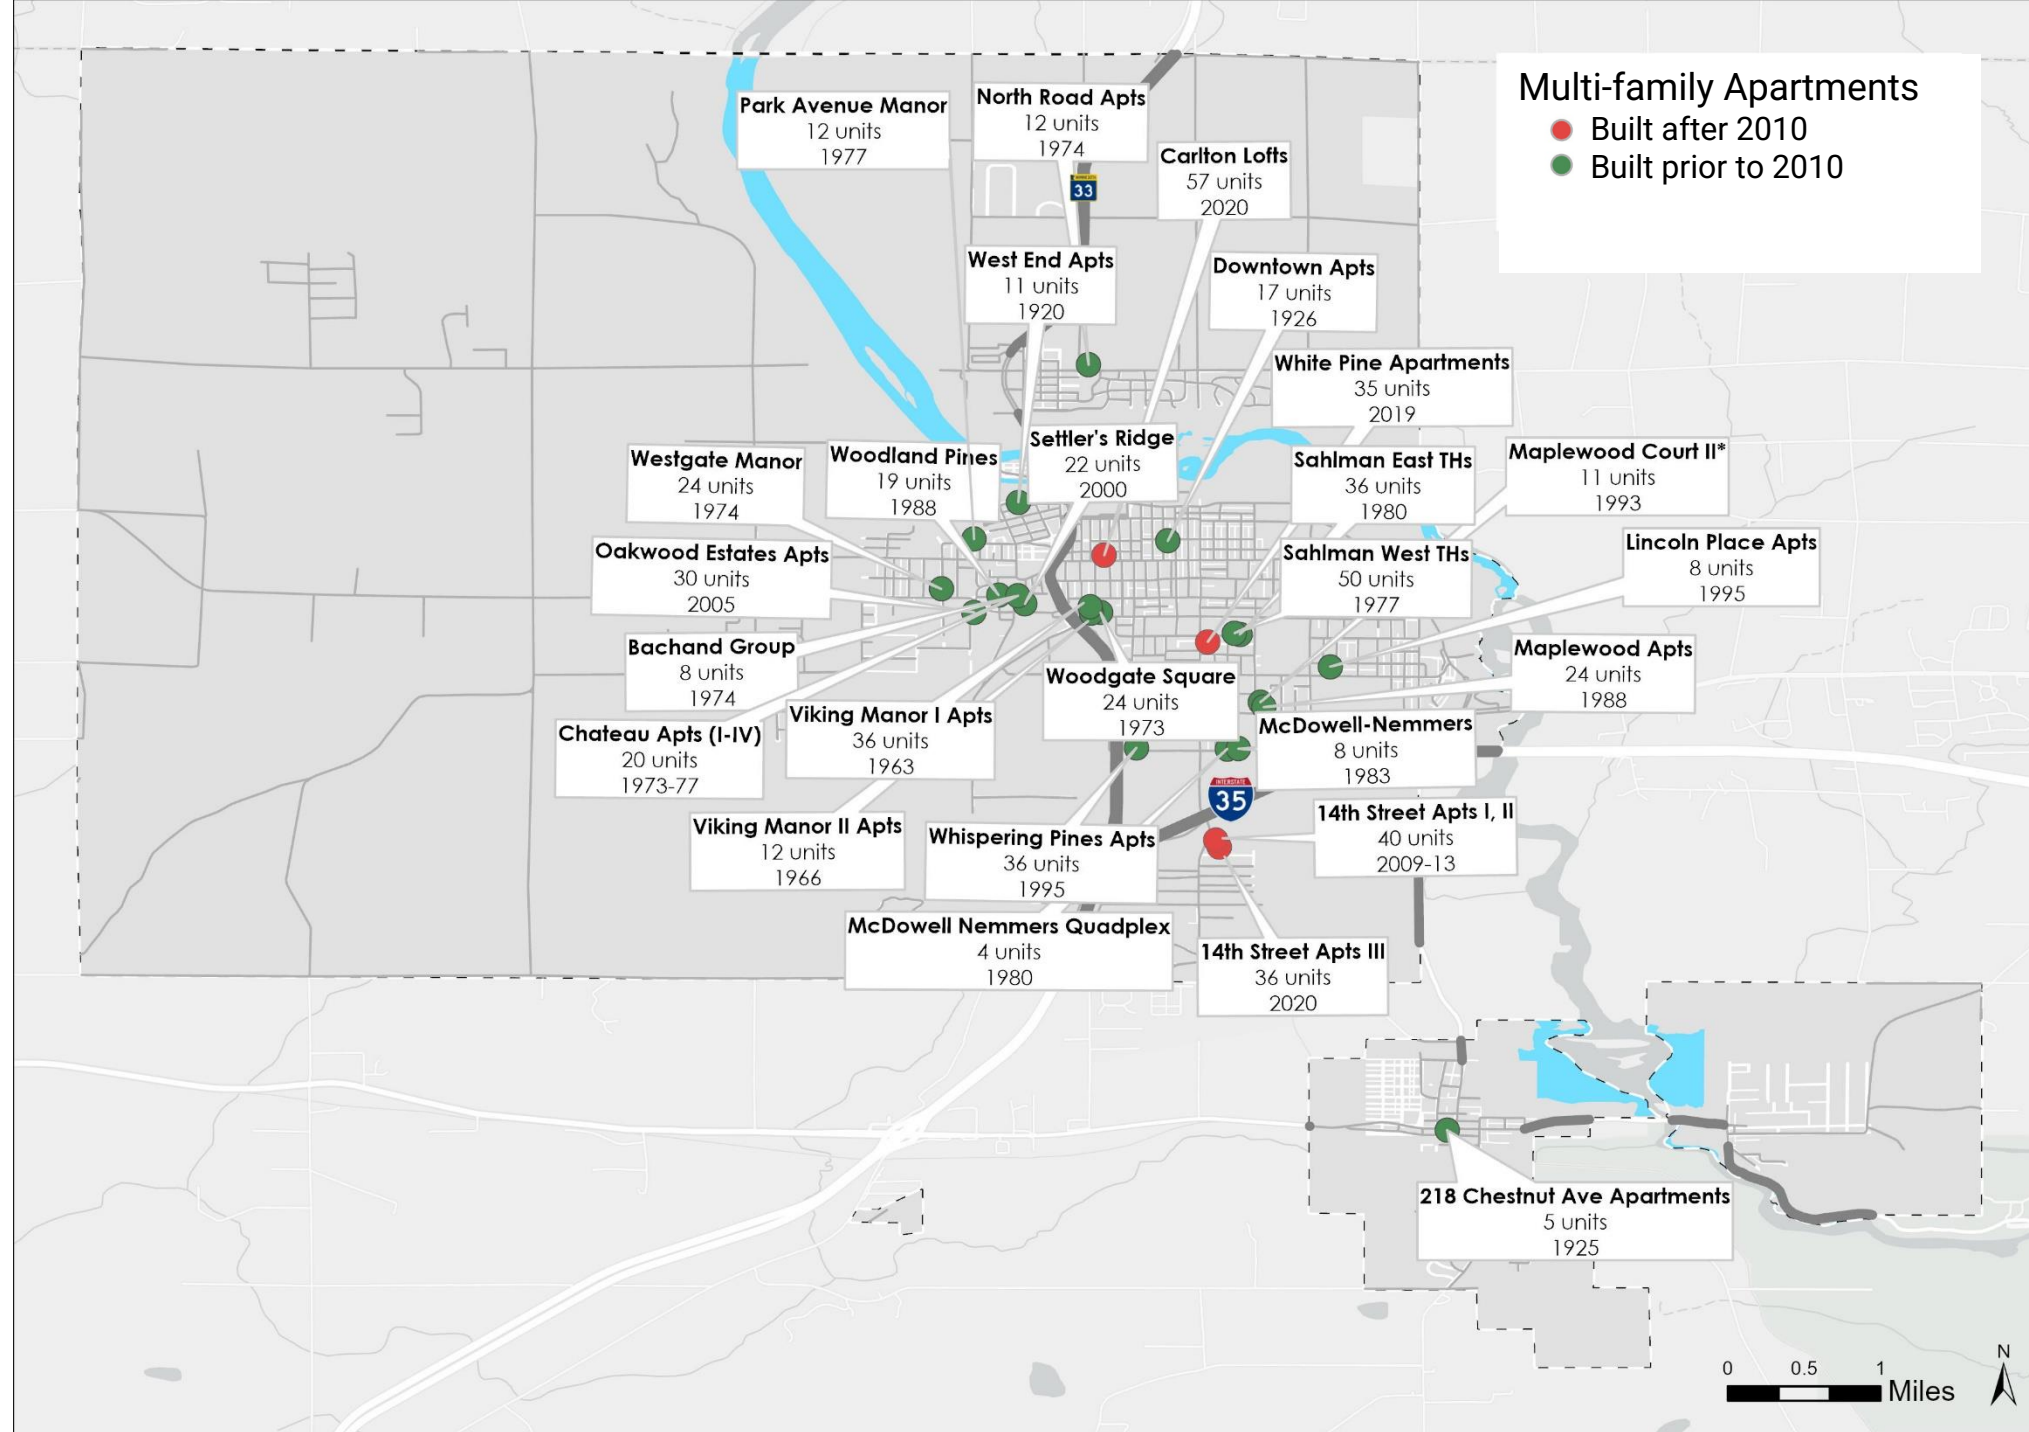 Multi-family Apartments
Built after 2010
Built prior to 2010
Park Avenue Manor
12 units
1977
North Road Apts
12 units
1974
MINNESOTA
33
Carlton Lofts
57 units
2020
West End Apts
11 units
1920
Downtown Apts
17 units
1926
White Pine Apartments
35 units
2019
Westgate Manor
24 units
1974
Woodland Pines
19 units
1988
Settler's Ridge
22 units
2000
Sahlman East THs
36 units
1980
Maplewood Court II*
11 units
1993
Oakwood Estates Apts
30 units
2005
Sahlman West THs
50 units
1977
Lincoln Place Apts
8 units
1995
Bachand Group
8 units
1974
Woodgate Square
24 units
1973
Maplewood Apts
24 units
1988
Chateau Apts (I-IV)
20 units
1973-77
Viking Manor I Apts
36 units
1963
McDowell-Nemmers
8 units
1983
INTERSTATE
35
Viking Manor II Apts
12 units
1966
Whispering Pines Apts
36 units
1995
14th Street Apts I, II
40 units
2009-13
McDowell Nemmers Quadplex
4 units
1980
14th Street Apts III
36 units
2020
218 Chestnut Ave Apartments
5 units
1925
0 0.5 1
Miles
N